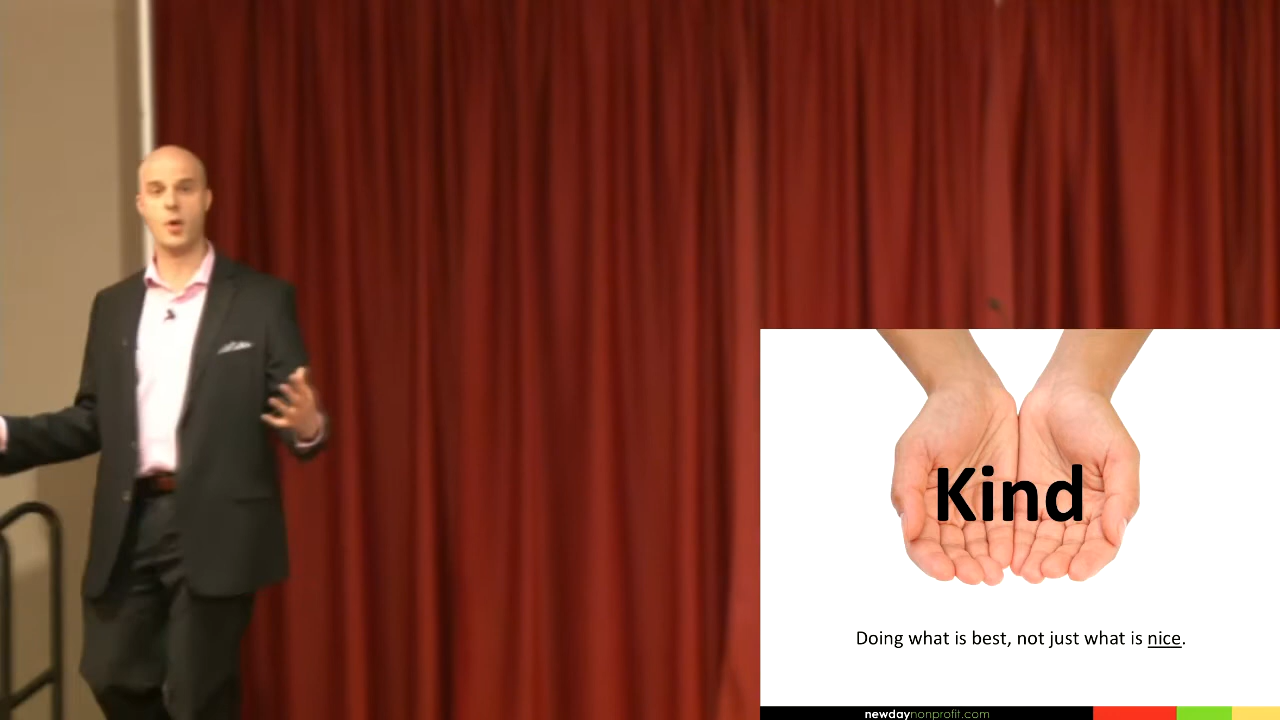 Kind
Doing what is best, not just what is nice.
newdaynonprofit.com